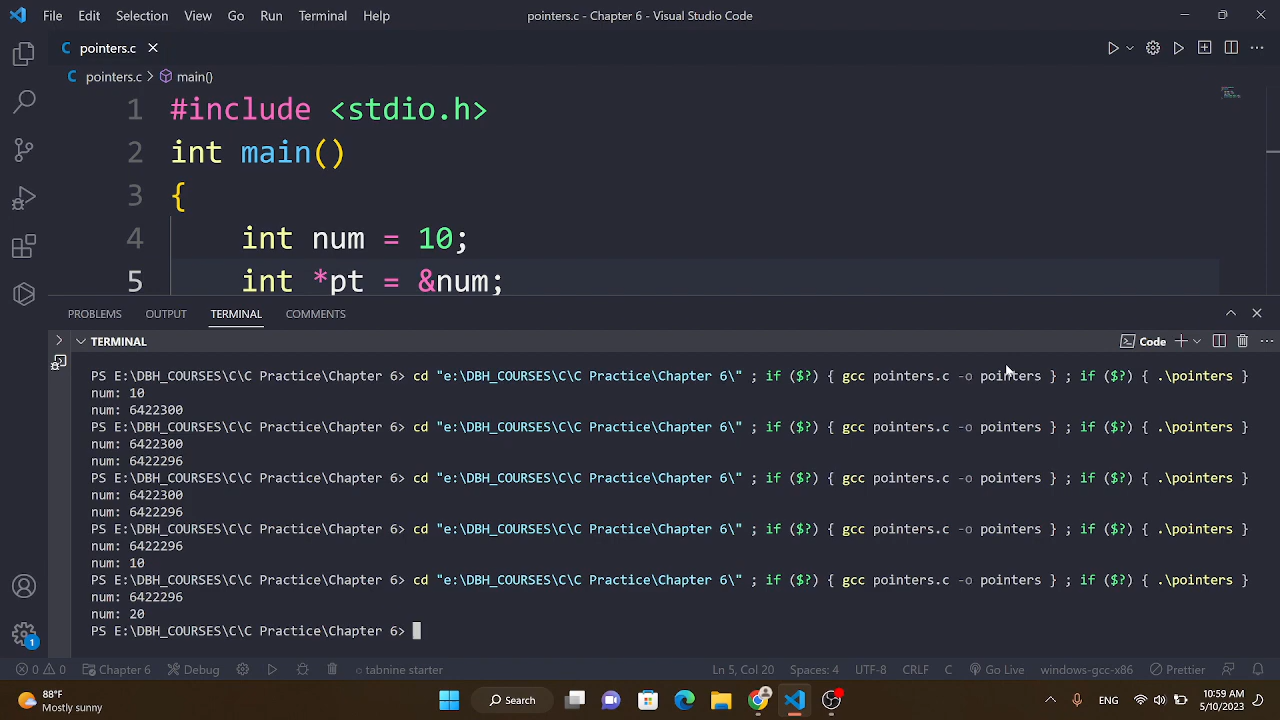 File Edit Selection View Go Run Terminal Help pointers.c - Chapter 6 - Visual Studio Code
C pointers.c
C pointers.c > main()
1 #include <stdio.h>
2 int main()
3 {
4 int num = 10;
5 int *pt = &num;
PROBLEMS OUTPUT TERMINAL COMMENTS
TERMINAL Code
PS E:\DBH_COURSES\C\C Practice\Chapter 6> cd "e:\DBH_COURSES\C\C Practice\Chapter 6\" ; if ($?) { gcc pointers.c -o pointers } ; if ($?) { .\pointers }
num: 10
num: 6422300
PS E:\DBH_COURSES\C\C Practice\Chapter 6> cd "e:\DBH_COURSES\C\C Practice\Chapter 6\" ; if ($?) { gcc pointers.c -o pointers } ; if ($?) { .\pointers }
num: 6422300
num: 6422296
PS E:\DBH_COURSES\C\C Practice\Chapter 6> cd "e:\DBH_COURSES\C\C Practice\Chapter 6\" ; if ($?) { gcc pointers.c -o pointers } ; if ($?) { .\pointers }
num: 6422300
num: 6422296
PS E:\DBH_COURSES\C\C Practice\Chapter 6> cd "e:\DBH_COURSES\C\C Practice\Chapter 6\" ; if ($?) { gcc pointers.c -o pointers } ; if ($?) { .\pointers }
num: 6422296
num: 10
PS E:\DBH_COURSES\C\C Practice\Chapter 6> cd "e:\DBH_COURSES\C\C Practice\Chapter 6\" ; if ($?) { gcc pointers.c -o pointers } ; if ($?) { .\pointers }
num: 6422296
num: 20
PS E:\DBH_COURSES\C\C Practice\Chapter 6>
1
0 0 Chapter 6 Debug tabnine starter Ln 5, Col 20 Spaces: 4 UTF-8 CRLF C Go Live windows-gcc-x86 Prettier
88°F
Mostly sunny
Search
ENG
10:59 AM
5/10/2023